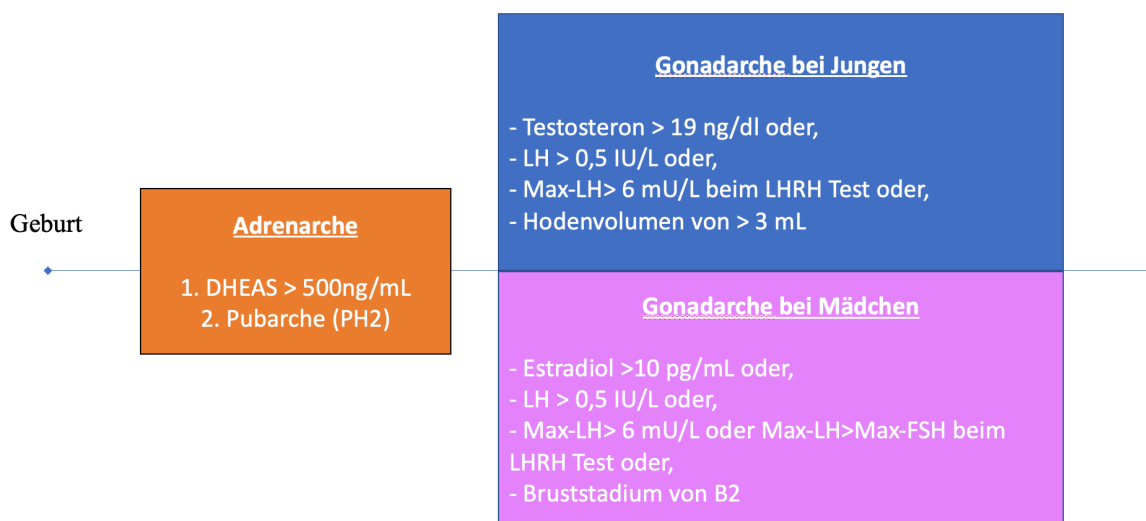 Geburt
Adrenarche
1. DHEAS > 500ng/mL
2. Pubarche (PH2)
Gonadarche bei Jungen
- Testosteron > 19 ng/dl oder,
- LH > 0,5 IU/L oder,
- Max-LH> 6 mU/L beim LHRH Test oder,
- Hodenvolumen von > 3 mL
Gonadarche bei Mädchen
- Estradiol >10 pg/mL oder,
- LH > 0,5 IU/L oder,
- Max-LH> 6 mU/L oder Max-LH>Max-FSH beim
LHRH Test oder,
- Bruststadium von B2